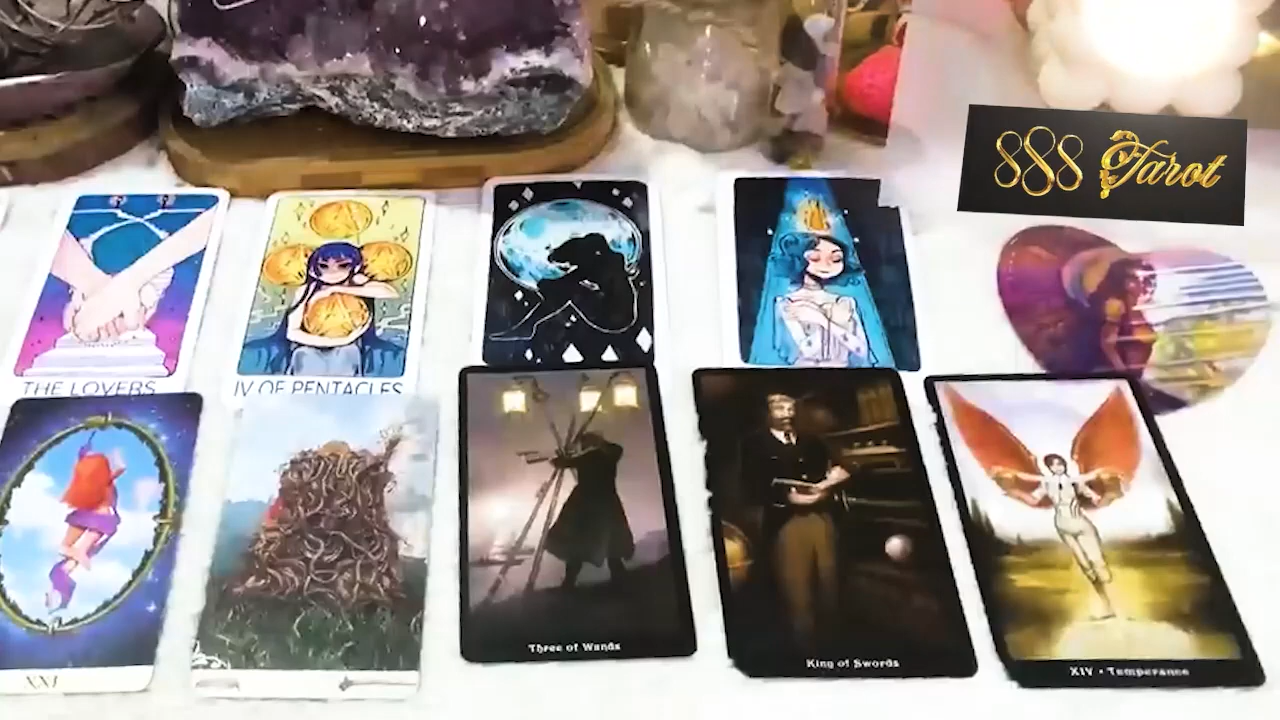 888 Tarot
THE LOVERS
IV OF PENTACLES
XXI
Three of Wands
King of Swords
XIV • Temperance